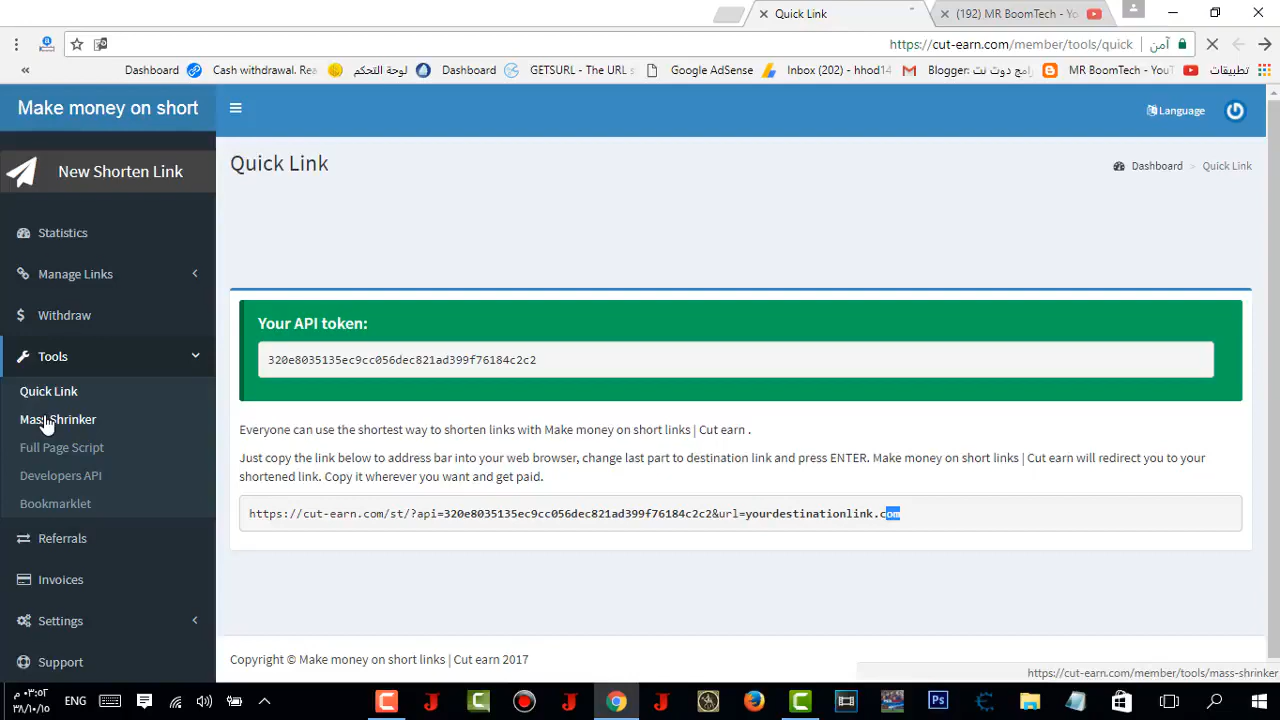 Quick Link
(192) MR BoomTech - Yo
https://cut-earn.com/member/tools/quick
آمن
«
Dashboard
Cash withdrawal. Rea
لوحة التحكم
Dashboard
GETSURL - The URL s
Google AdSense
Inbox (202) - hhod14
Blogger: رامج دوت نت
MR BoomTech - YouT
تطبيقات
Make money on short
Language
New Shorten Link
Quick Link
Dashboard > Quick Link
Statistics
Manage Links
Withdraw
Tools
Quick Link
Mass Shrinker
Full Page Script
Developers API
Bookmarklet
Referrals
Invoices
Settings
Support
Your API token:
320e8035135ec9cc056dec821ad399f76184c2c2
Everyone can use the shortest way to shorten links with Make money on short links | Cut earn .
Just copy the link below to address bar into your web browser, change last part to destination link and press ENTER. Make money on short links | Cut earn will redirect you to your
shortened link. Copy it wherever you want and get paid.
https://cut-earn.com/st/?api=320e8035135ec9cc056dec821ad399f76184c2c2&url=yourdestinationlink.com
Copyright © Make money on short links | Cut earn 2017
https://cut-earn.com/member/tools/mass-shrinker
م ٠٣:٥٢
٣٨/١٠/١٥
ENG